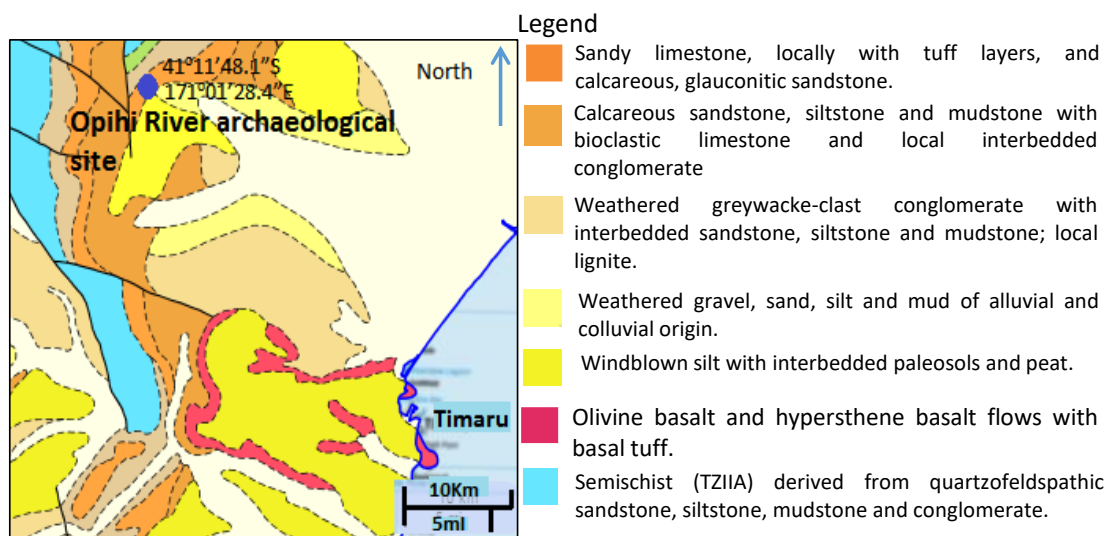 Legend
41°11'48.1"S
171°01'28.4"E
North
Opihi River archaeological
site
Timaru
10Km
10 km
5ml
Sandy limestone, locally with tuff layers, and
calcareous, glauconitic sandstone.
Calcareous sandstone, siltstone and mudstone with
bioclastic limestone and local interbedded
conglomerate
Weathered greywacke-clast conglomerate with
interbedded sandstone, siltstone and mudstone; local
lignite.
Weathered gravel, sand, silt and mud of alluvial and
colluvial origin.
Windblown silt with interbedded paleosols and peat.
Olivine basalt and hypersthene basalt flows with
basal tuff.
Semischist (TZIIA) derived from quartzofeldspathic
sandstone, siltstone, mudstone and conglomerate.